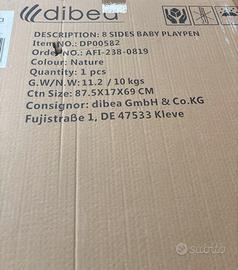 dibea
DESCRIPTION: 8 SIDES BABY PLAYPEN
Item NO.: DP00582
Order NO.: AFI-238-0819
Colour: Nature
Quantity: 1 pcs
G.W/N.W: 11.2 / 10 kgs
Ctn Size: 87.5X17X69 CM
Consignor: dibea GmbH & Co.KG
Fujistraße 1, DE 47533 Kleve
subito